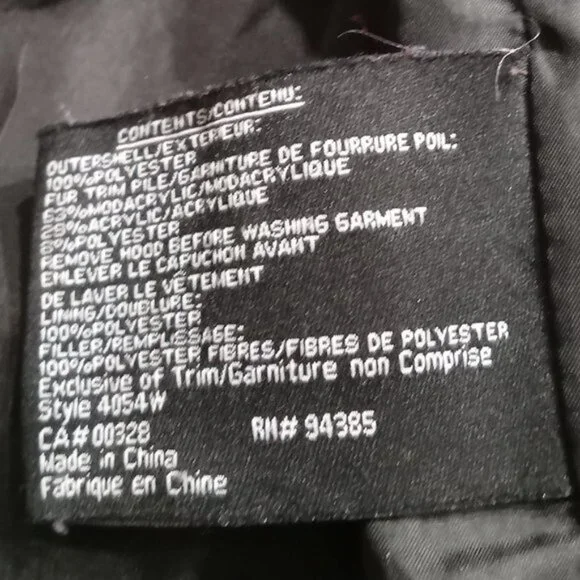 CONTENTS/CONTENU:
OUTERSHELL/EXTERIEUR:
100%POLYESTER
FUR TRIM PILE/GARNITURE DE FOURRURE POIL:
63%MODACRYLIC/MODACRYLIQUE
29%ACRYLIC/ACRYLIQUE
8%POLYESTER
REMOVE HOOD BEFORE WASHING GARMENT
ENLEVER LE CAPUCHON AVANT
DE LAVER LE VÊTEMENT
LINING/DOUBLURE:
100%POLYESTER
FILLER/REMPLISSAGE:
100%POLYESTER FIBRES/FIBRES DE POLYESTER
Exclusive of Trim/Garniture non Comprise
Style 4054W
CA# 00328 RN# 94385
Made in China
Fabrique en Chine